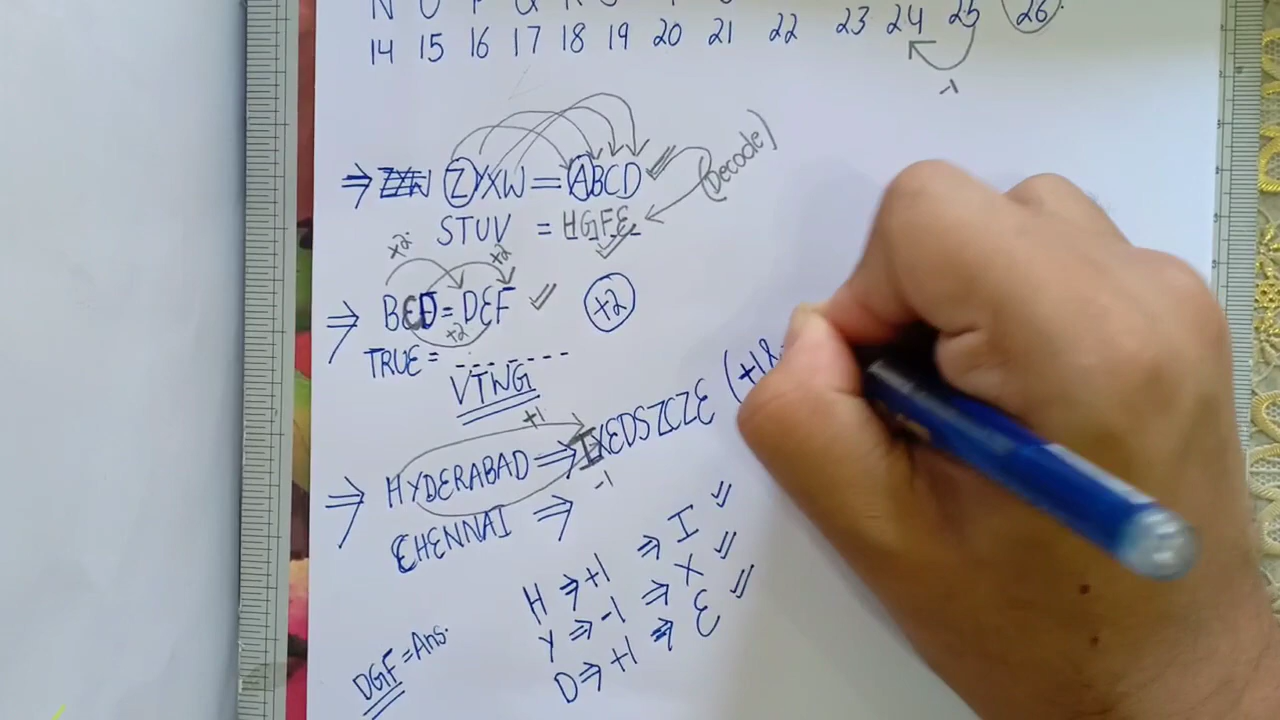 14 15 16 17 18 19 20 21 22 23 24 25 26
-1
⇒ ZYXW = ABCD
(Decode)
STUV = HGFE
+2 +2
⇒ BCD = DEF +2
+2
TRUE =
VTWG
+1
⇒ HYDERABAD ⇒ IXEDSZCZE (+1&
-1
CHENNAI ⇒
H ⇒ +1 ⇒ I
Y ⇒ -1 ⇒ X
D ⇒ +1 ⇒ E
DGF = Ans.